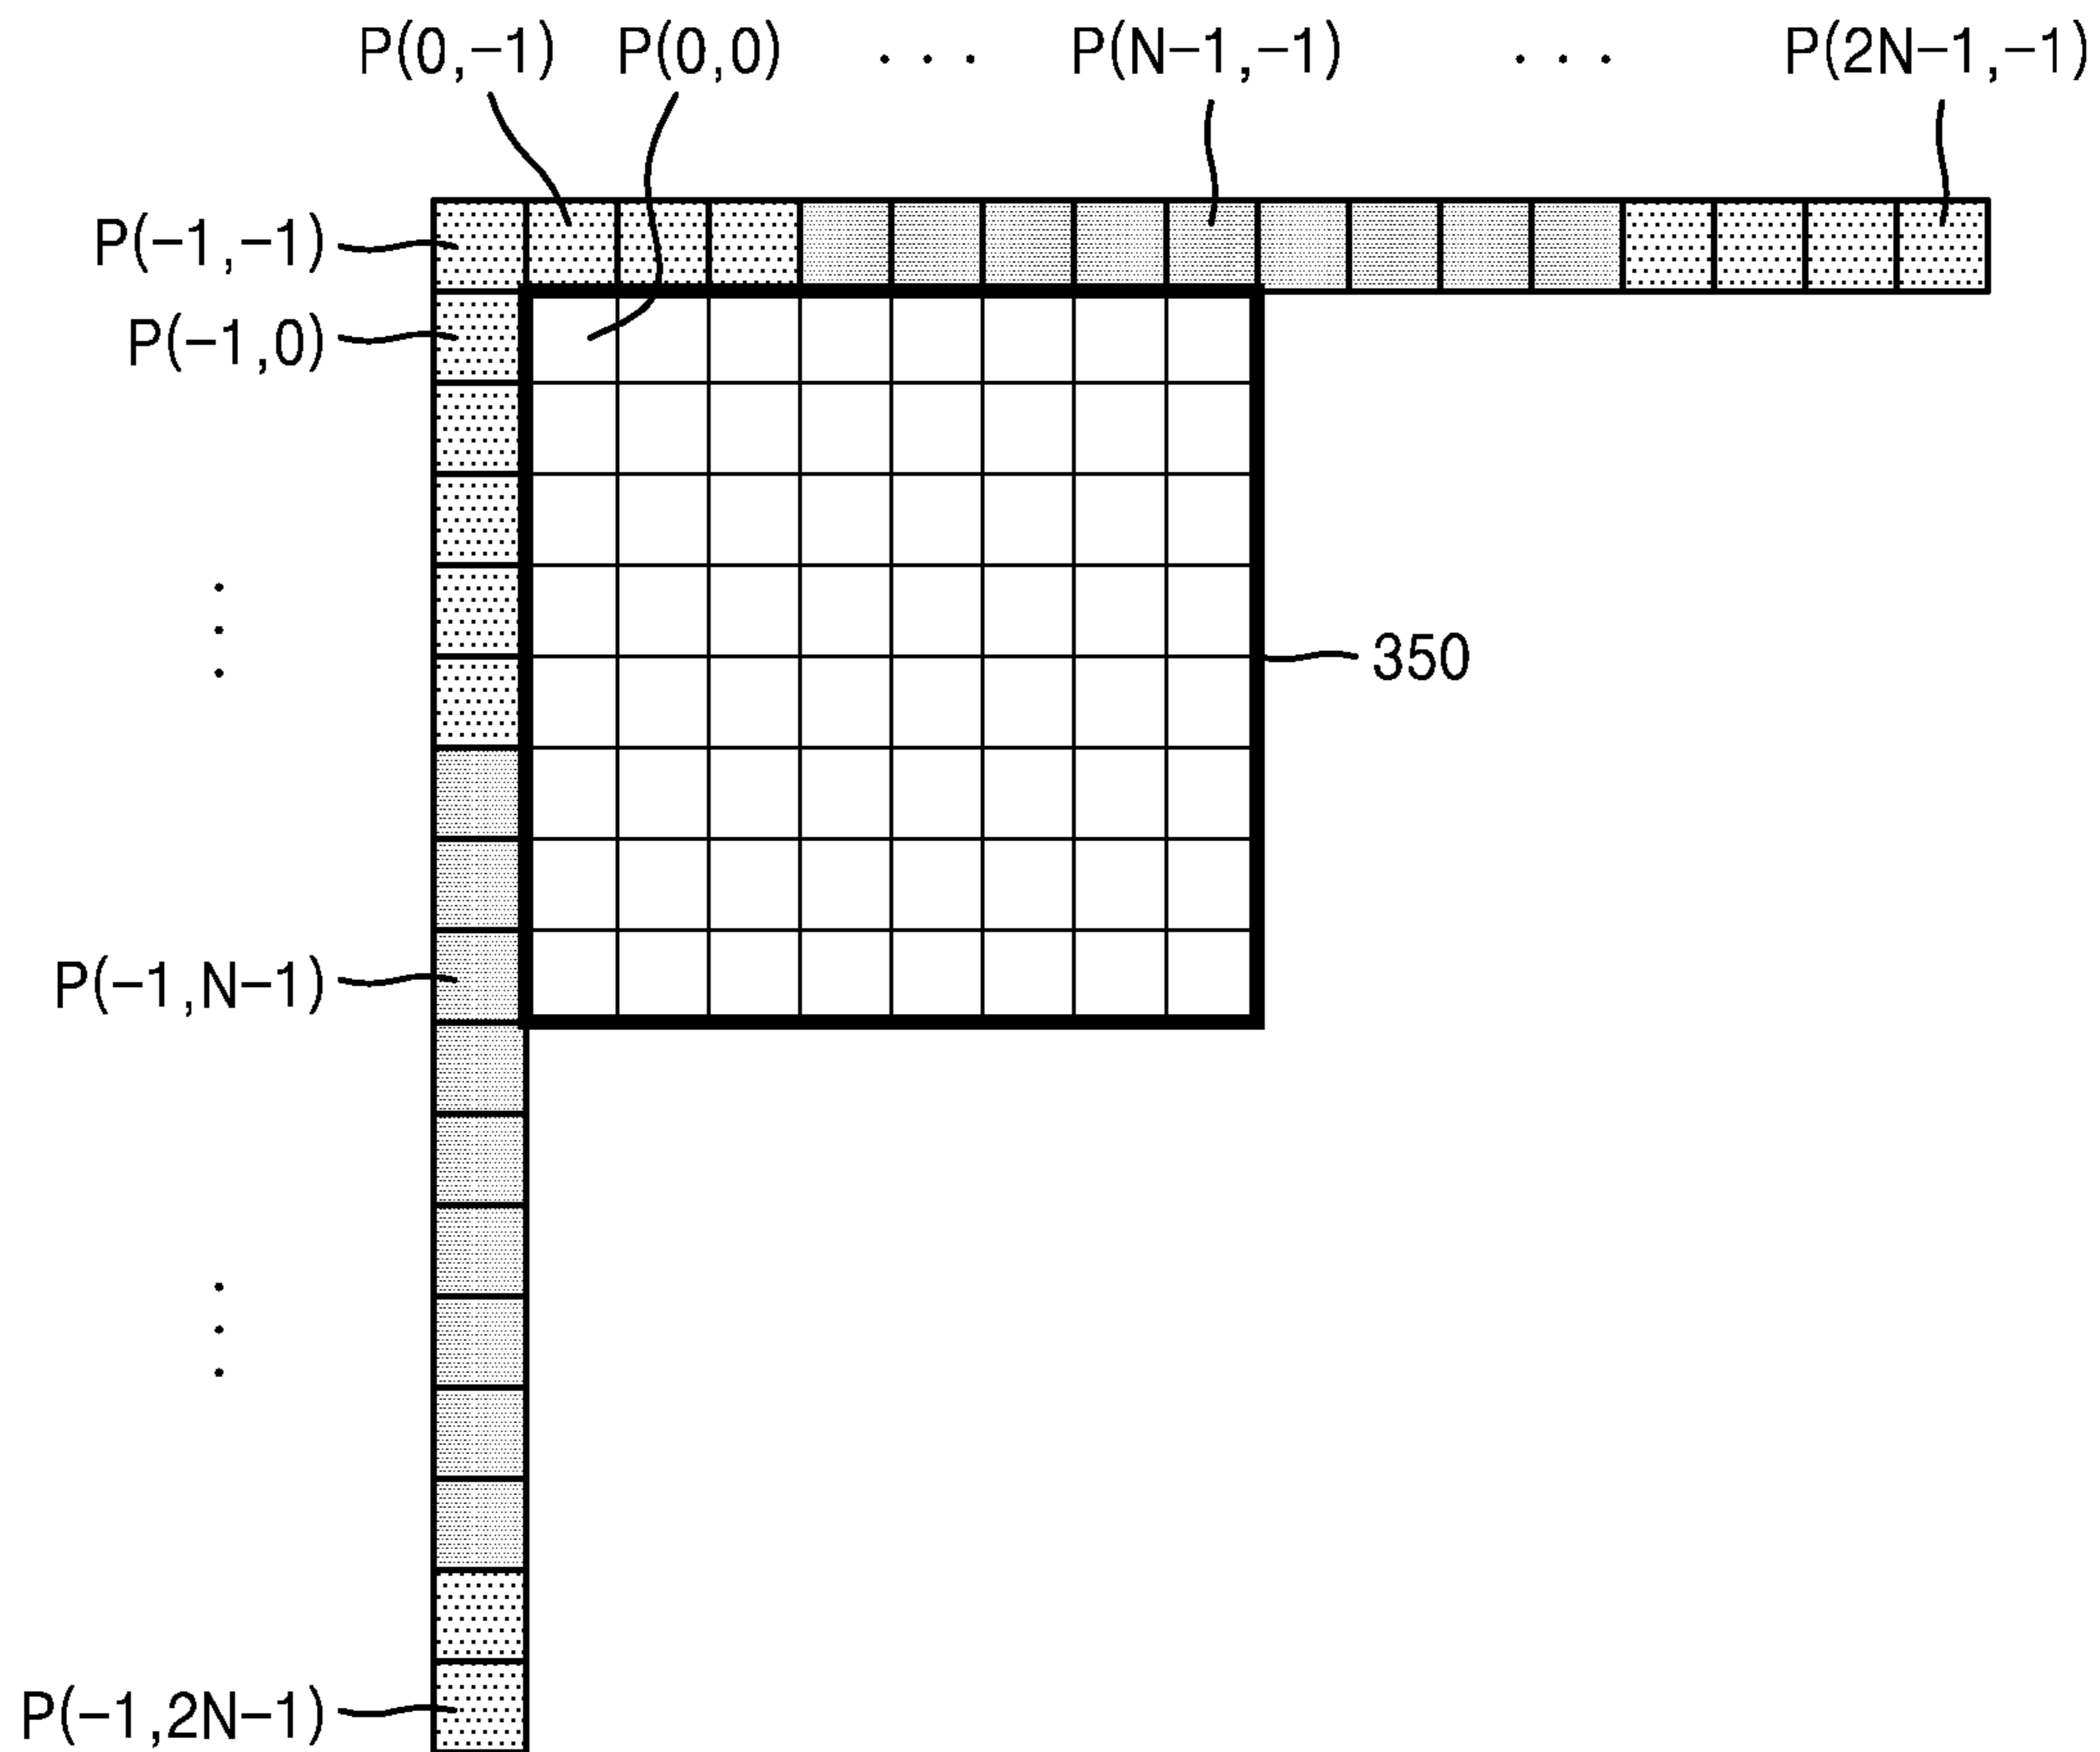 P(0,−1) P(0,0) ... P(N−1,−1) ... P(2N−1,−1)
P(−1,−1)
P(−1,0)
350
P(−1,N−1)
P(−1,2N−1)